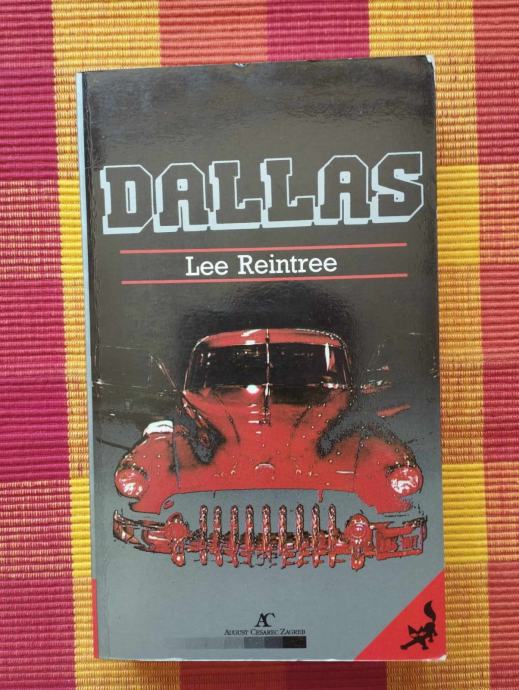 DALLAS
Lee Reintree
AC
AUGUST CESAREC ZAGREB